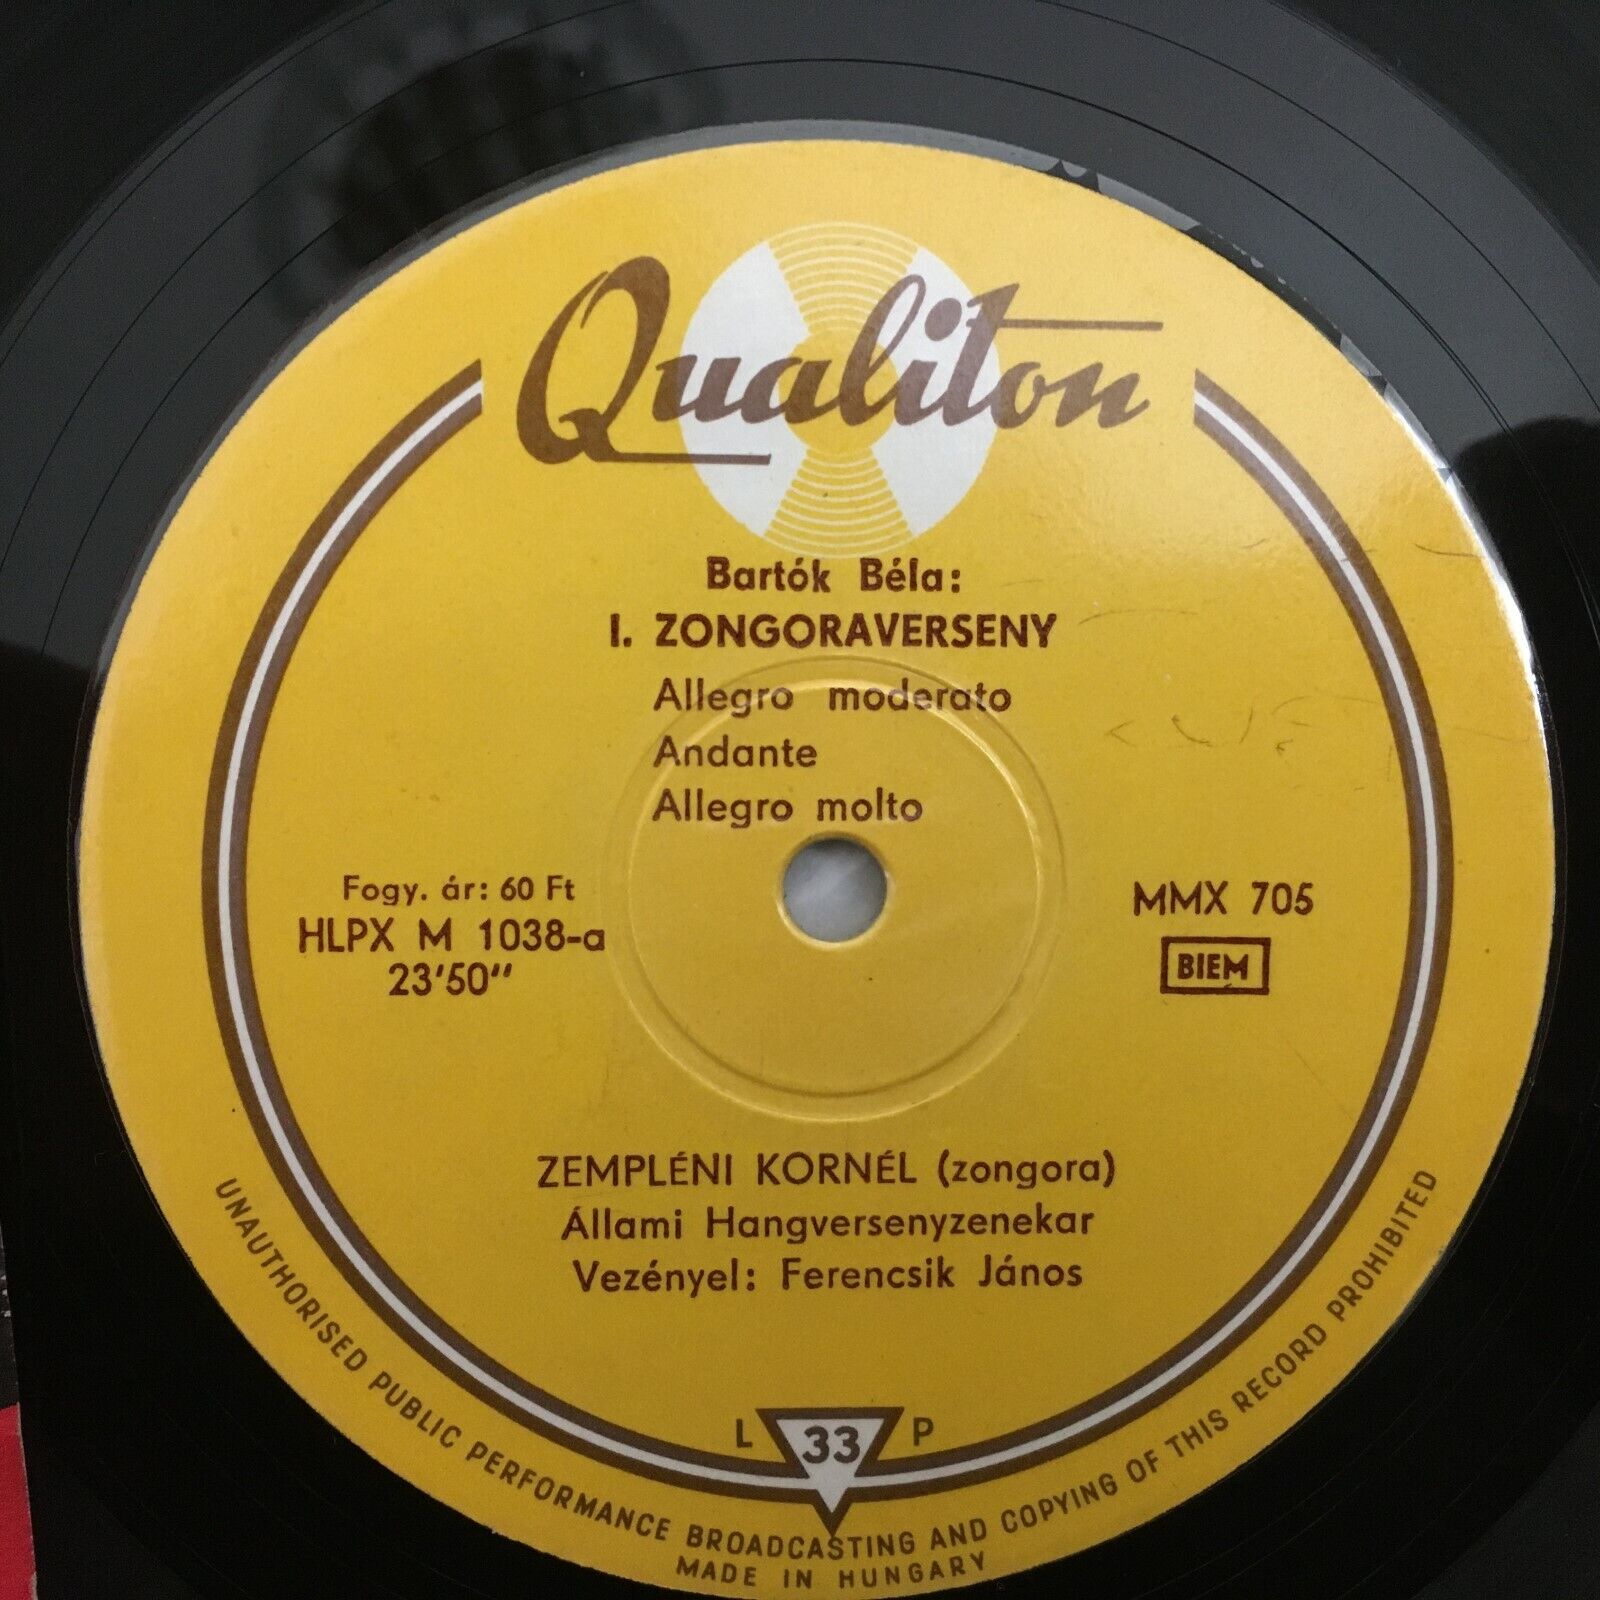 Qualiton
Bartók Béla:
I. ZONGORAVERSENY
Allegro moderato
Andante
Allegro molto
Fogy. ár: 60 Ft
HLPX M 1038-a
23'50"
MMX 705
BIEM
ZEMPLÉNI KORNÉL (zongora)
Állami Hangversenyzenekar
Vezényel: Ferencsik János
L 33 P
UNAUTHORISED PUBLIC PERFORMANCE BROADCASTING AND COPYING OF THIS RECORD PROHIBITED
MADE IN HUNGARY